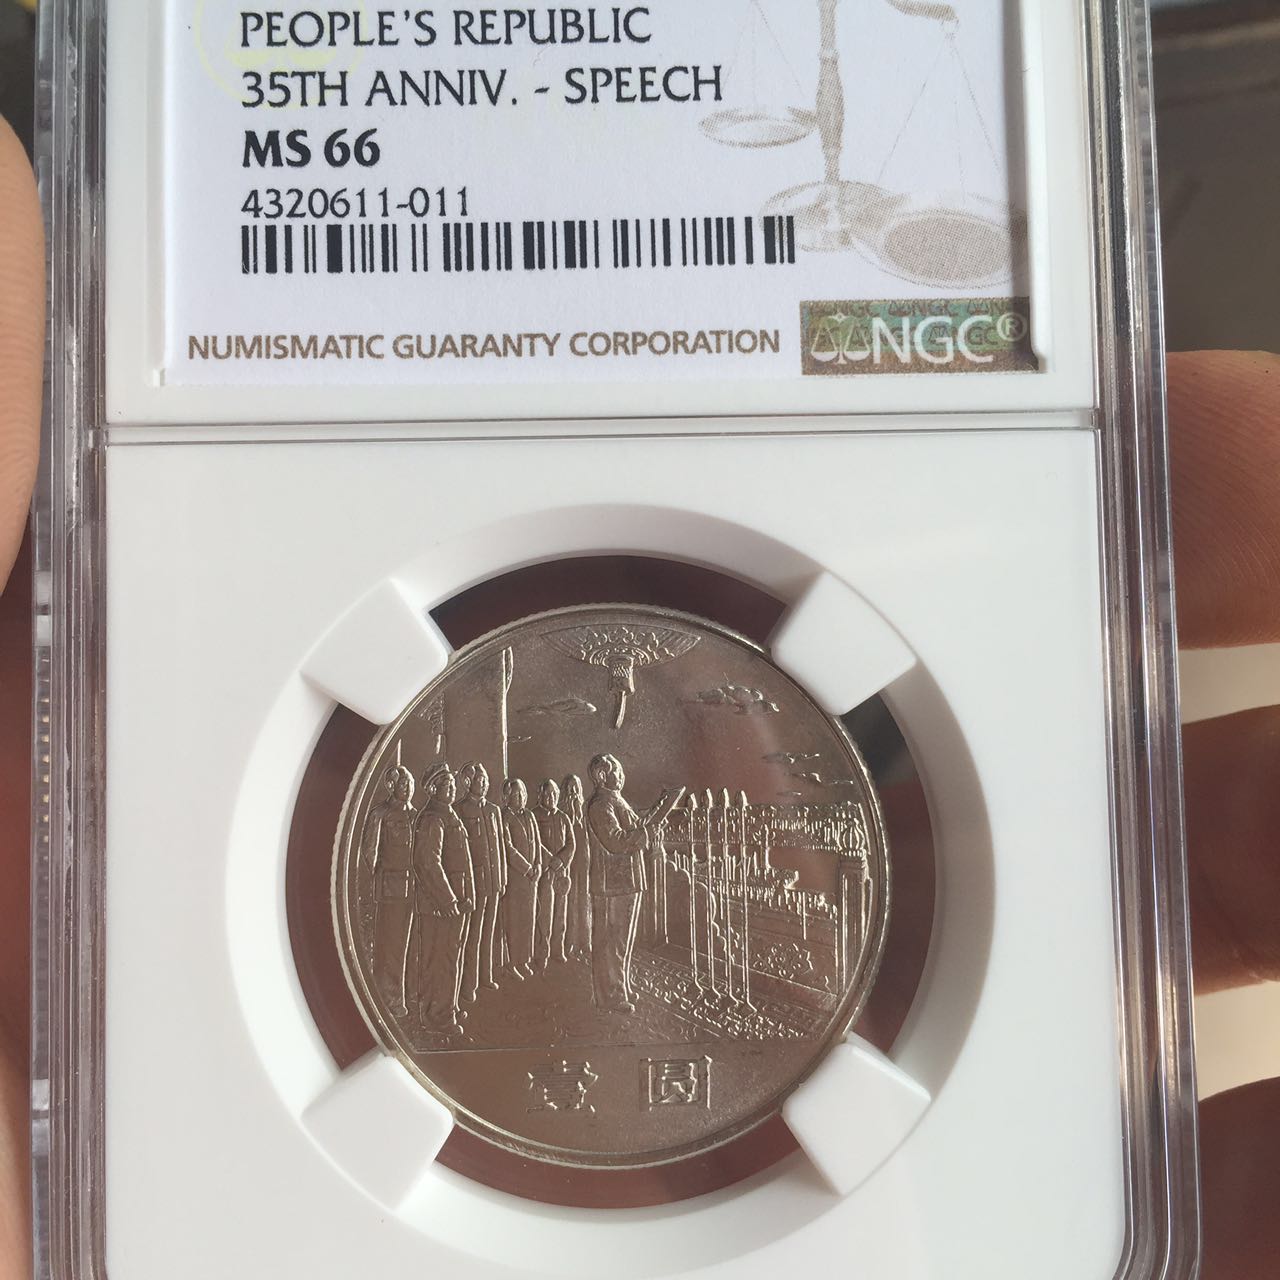 PEOPLE'S REPUBLIC
35TH ANNIV. - SPEECH
MS 66
4320611-011
NUMISMATIC GUARANTY CORPORATION
NGC®
壹圆